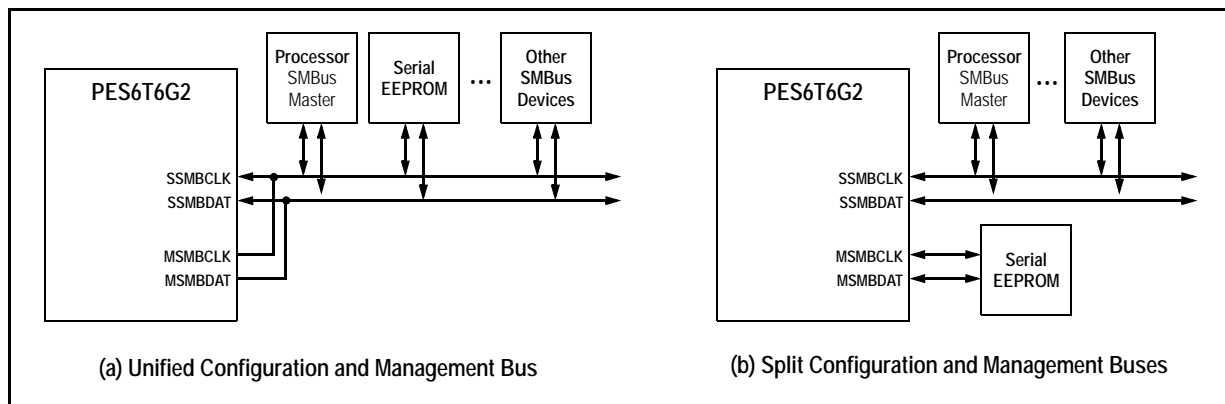 PES6T6G2
Processor
SMBus
Master
Serial
EEPROM
...
Other
SMBus
Devices
SSMBCLK
SSMBDAT
MSMBCLK
MSMBDAT
(a) Unified Configuration and Management Bus
PES6T6G2
Processor
SMBus
Master
...
Other
SMBus
Devices
SSMBCLK
SSMBDAT
MSMBCLK
MSMBDAT
Serial
EEPROM
(b) Split Configuration and Management Buses